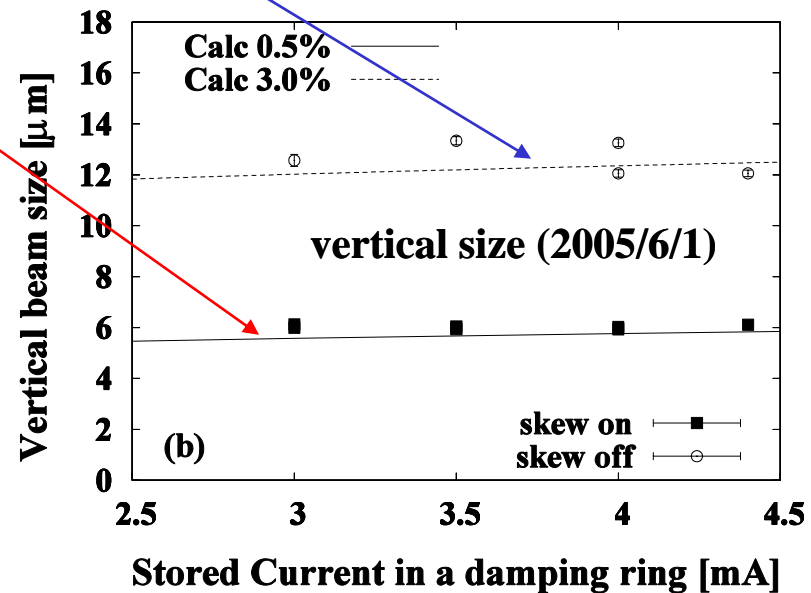 Vertical beam size [μm]
18
16
14
12
10
8
6
4
2
0
Calc 0.5%
Calc 3.0%
vertical size (2005/6/1)
(b)
skew on
skew off
2.5 3 3.5 4 4.5
Stored Current in a damping ring [mA]